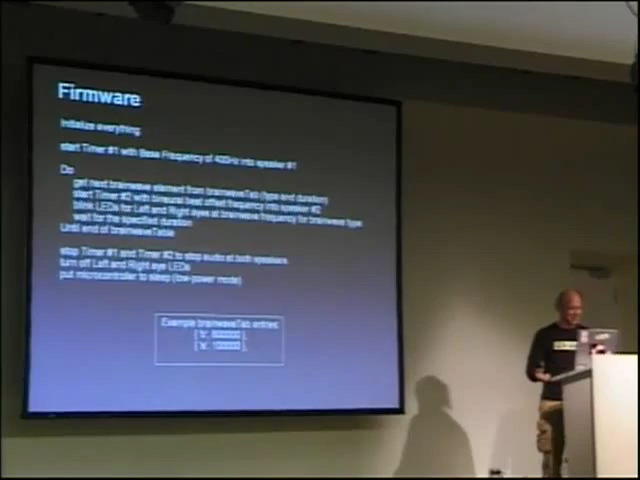 Firmware
Initialize everything
start Timer #1 with Base Frequency of 400Hz into speaker #1
Do
get next brainwave element from brainwaveTab (type and duration)
start Timer #2 with binaural beat offset frequency into speaker #2
blink LEDs for Left and Right eyes at brainwave frequency for brainwave type
wait for the specified duration
Until end of brainwaveTable
stop Timer #1 and Timer #2 to stop audio at both speakers
turn off Left and Right eye LEDs
put microcontroller to sleep (low-power mode)
Example brainwaveTab entries:
{ 'b', 600000 },
{ 'a', 100000 },